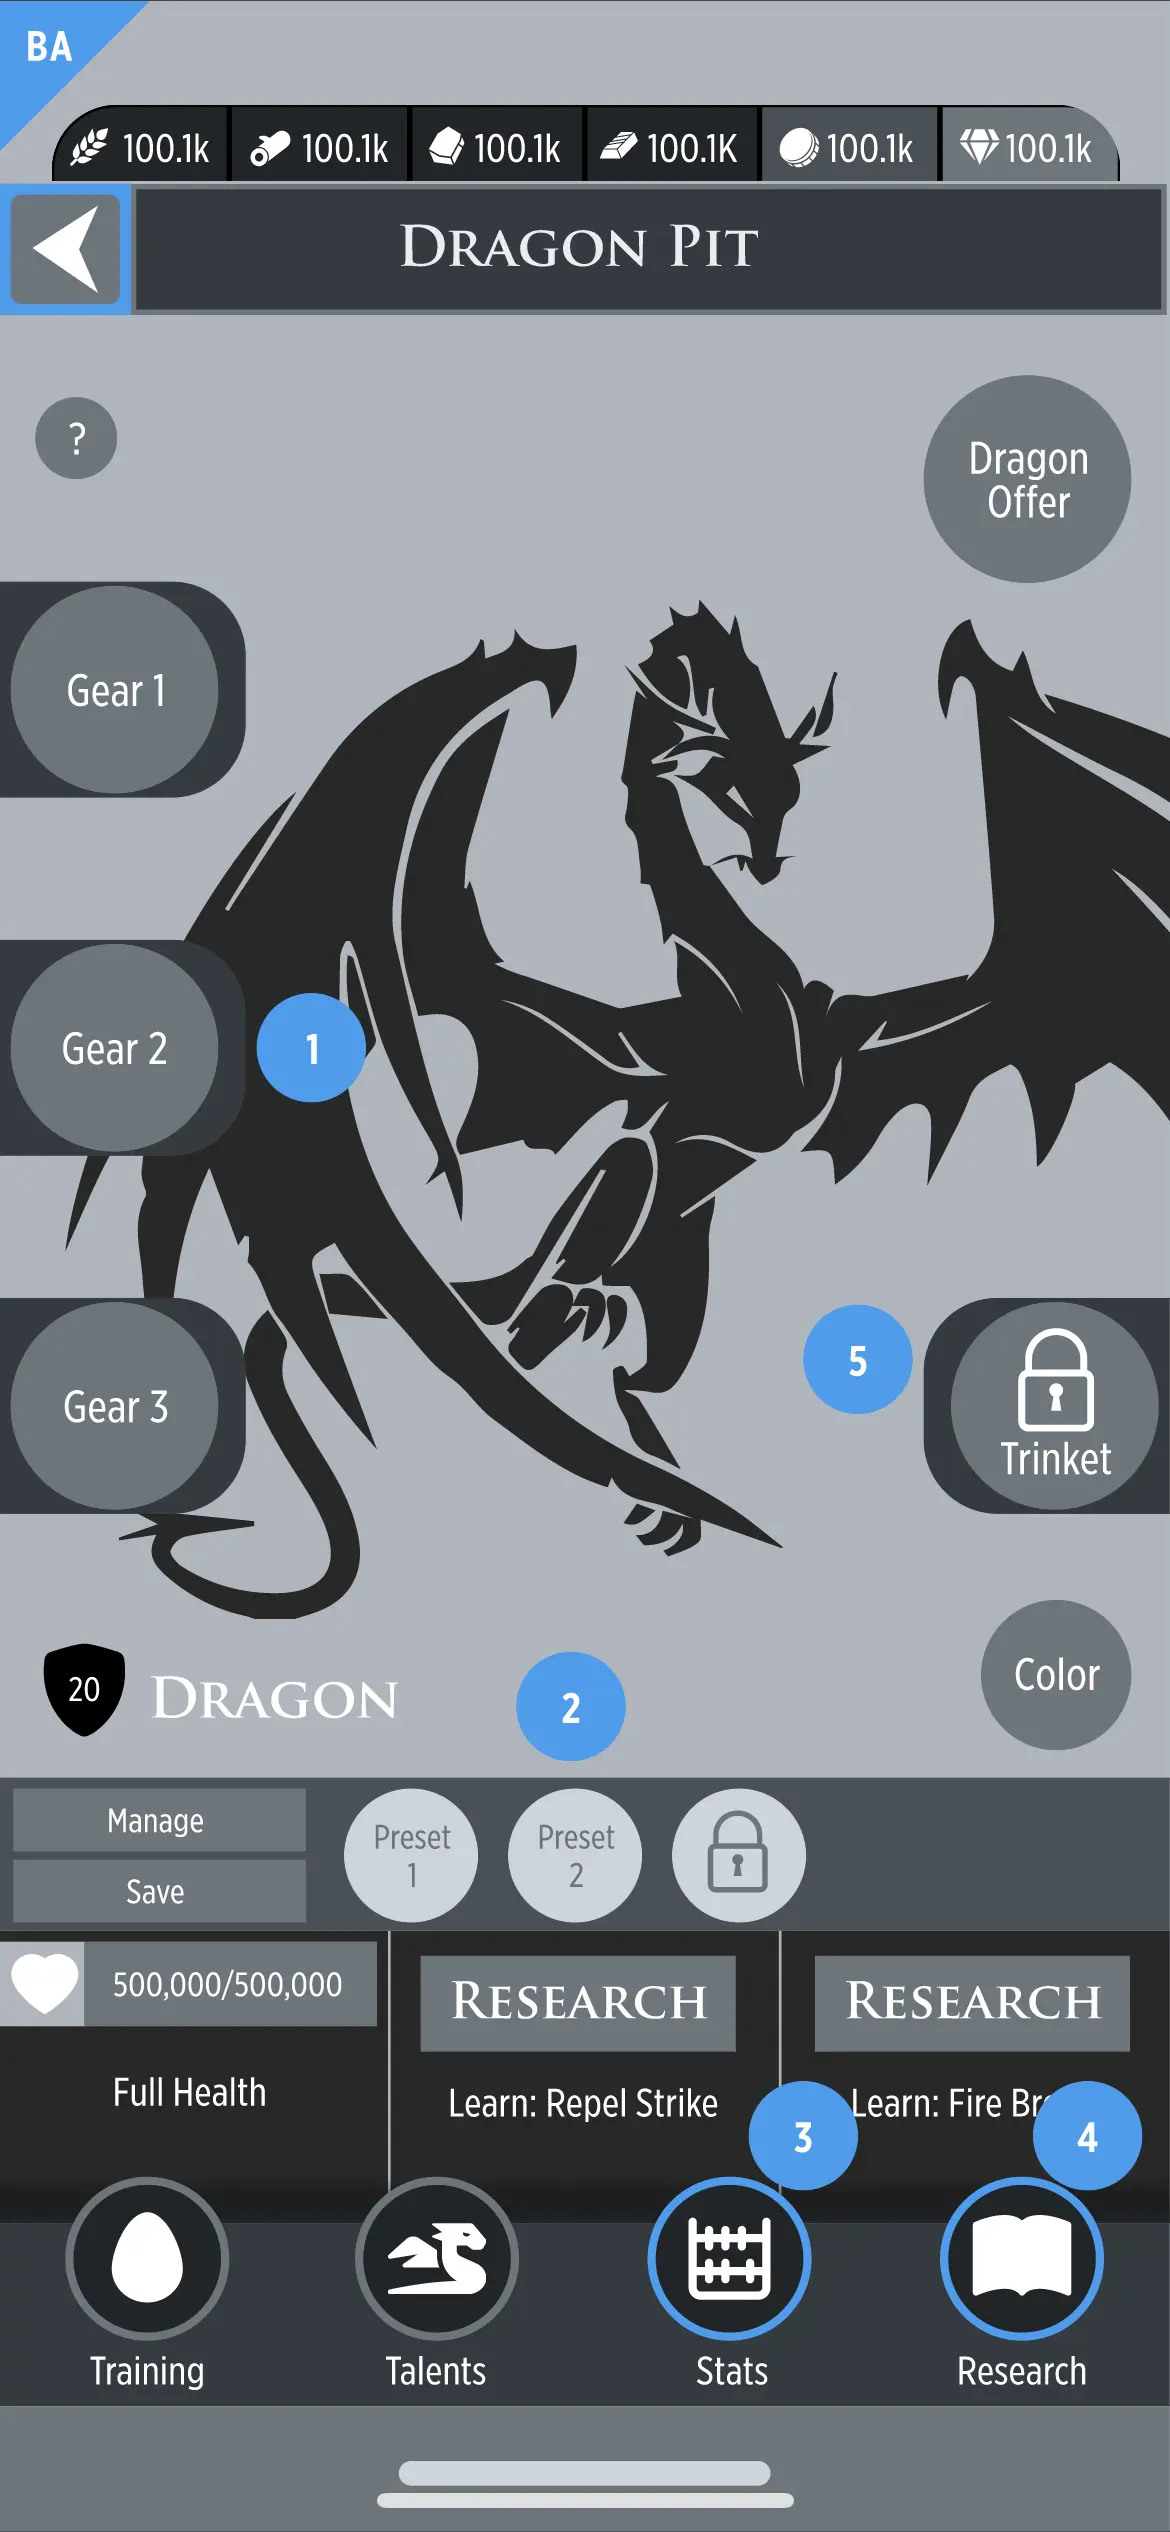 BA
100.1k 100.1k 100.1k 100.1K 100.1k 100.1k
Dragon Pit
?
Dragon
Offer
Gear 1
Gear 2
1
Gear 3
5
Trinket
20
Dragon
2
Color
Manage
Save
Preset
1
Preset
2
500,000/500,000
Full Health
Research
Learn: Repel Strike
Research
Learn: Fire Br
3
4
Training
Talents
Stats
Research